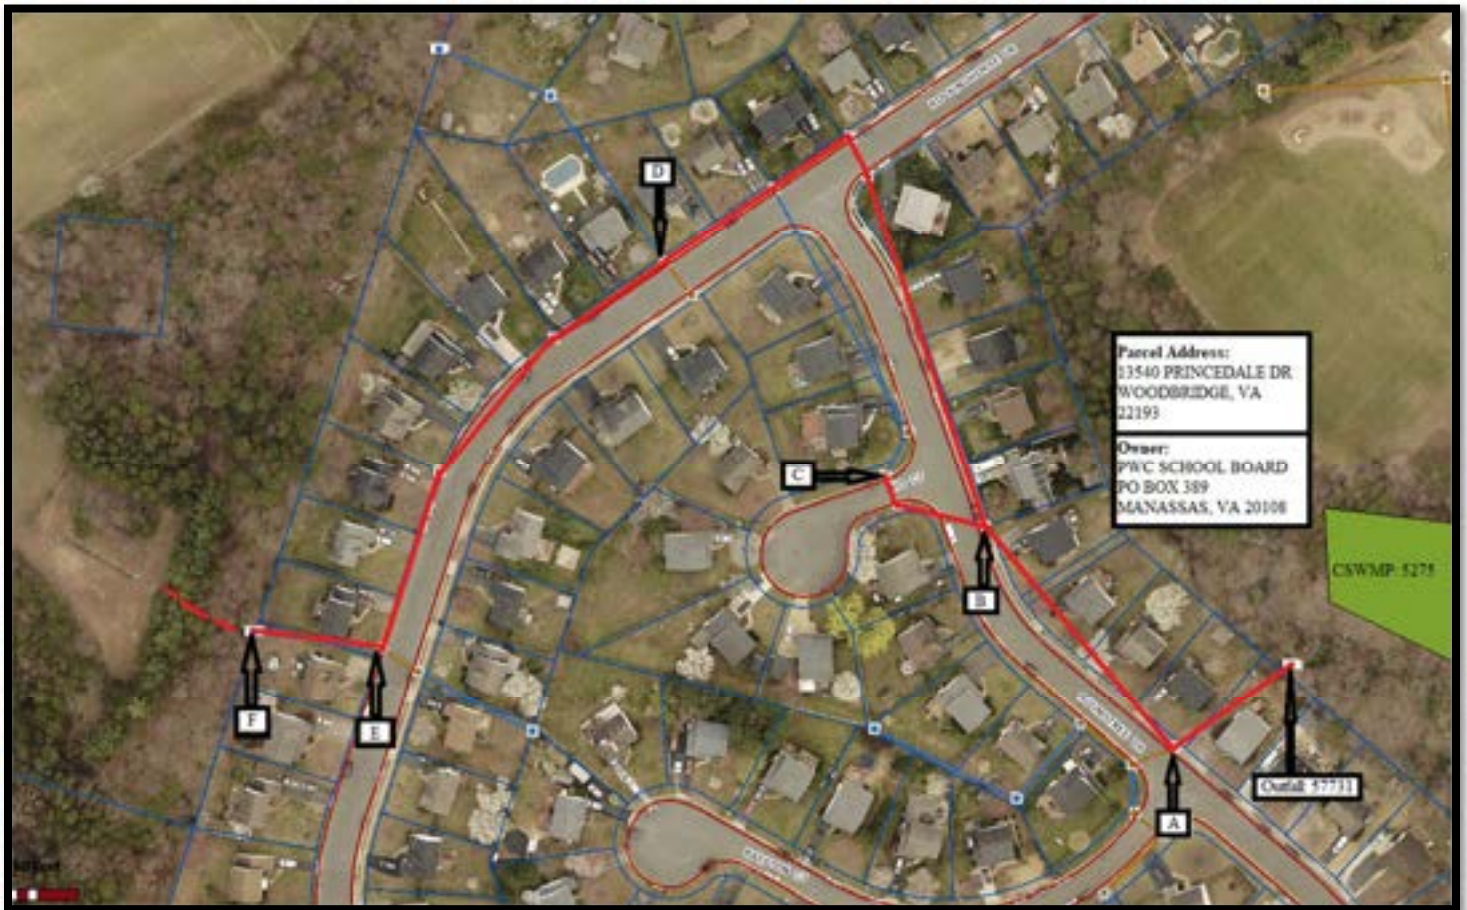 D
Parcel Address:
13540 PRINCEDALE DR
WOODBRIDGE, VA
22193
Owner:
PWC SCHOOL BOARD
PO BOX 389
MANASSAS, VA 20108
C
CSWMP: 5275
B
F
E
Outfall: 57731
A